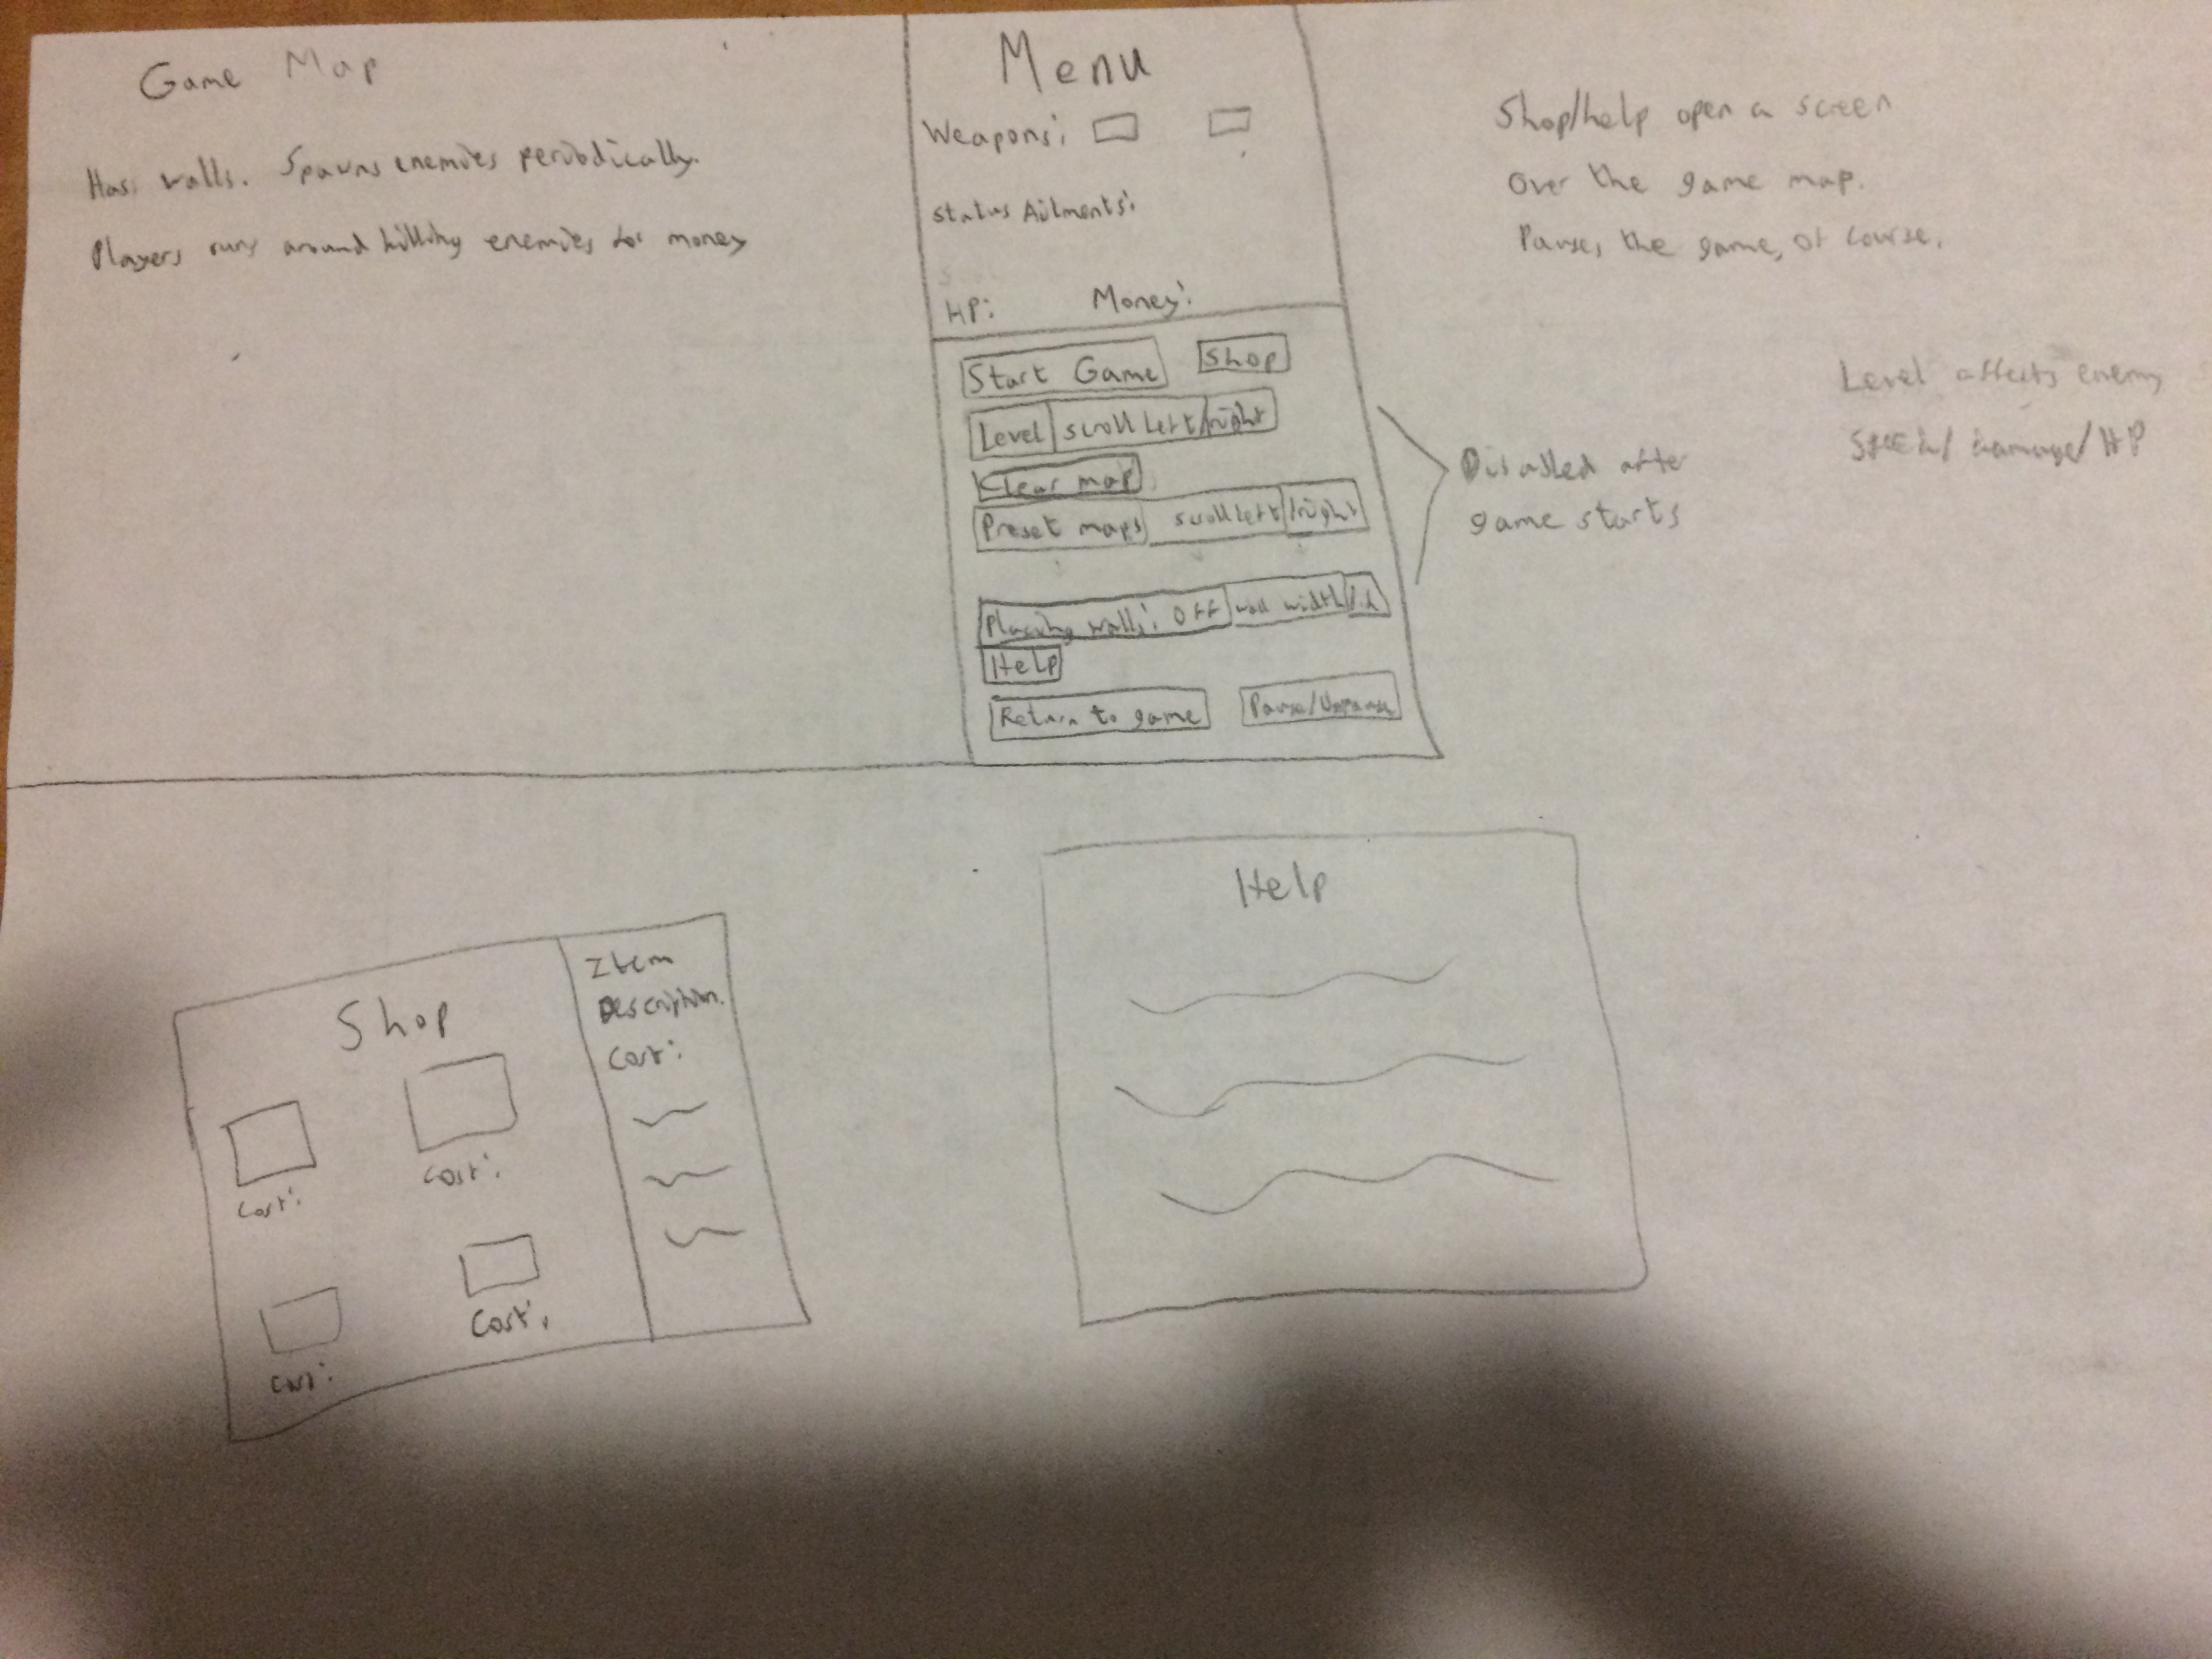 Game Map
Has walls. Spawns enemies periodically.
Players runs around killing enemies for money
Menu
Weapons:
Status Ailments:
HP: Money:
Start Game Shop
Level scroll left/right
Clear map
Preset maps scroll left/right
Placing walls: OFF wall width
Help
Return to game Pause/Unpause
Shop/help open a screen
over the game map.
Pauses the game, of course.
Level affects enemy
speed/damage/HP
Disabled after
game starts
Shop
Cost:
Cost:
Cost:
Cost:
Item
Description.
Cost:
Help